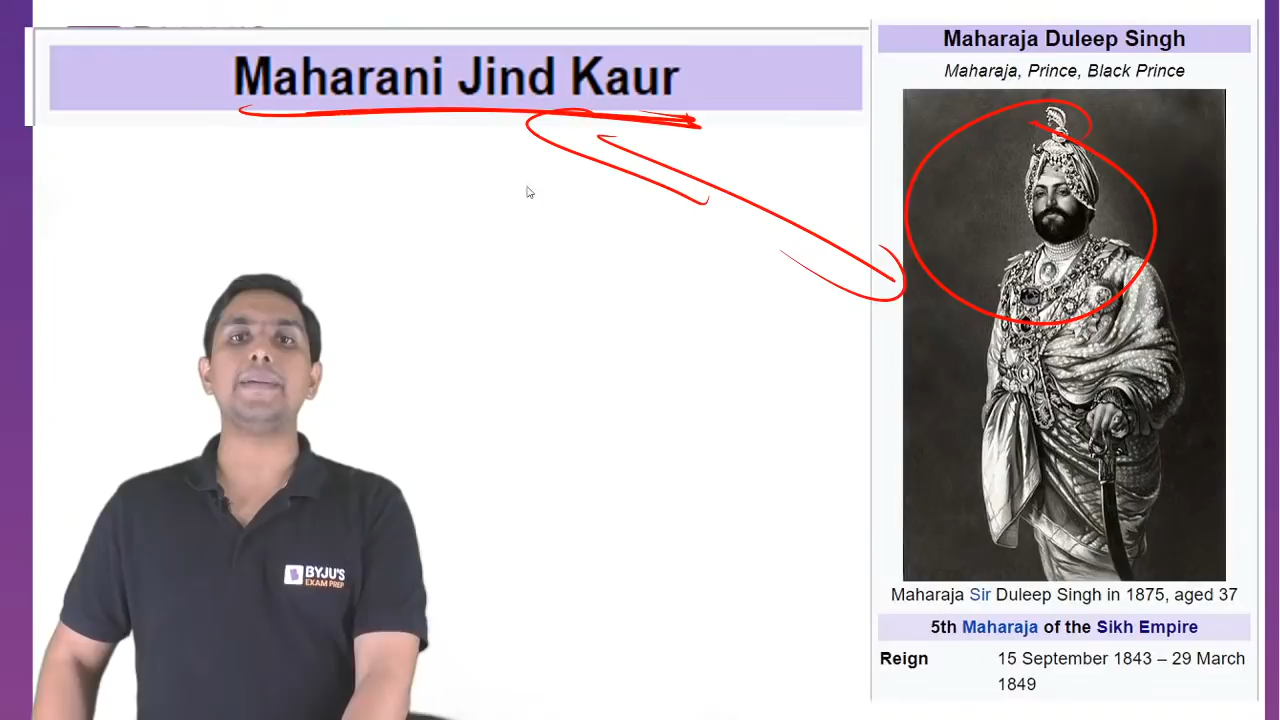 Maharani Jind Kaur
Maharaja Duleep Singh
Maharaja, Prince, Black Prince
Maharaja Sir Duleep Singh in 1875, aged 37
5th Maharaja of the Sikh Empire
Reign 15 September 1843 – 29 March
1849
BYJU'S
EXAM PREP